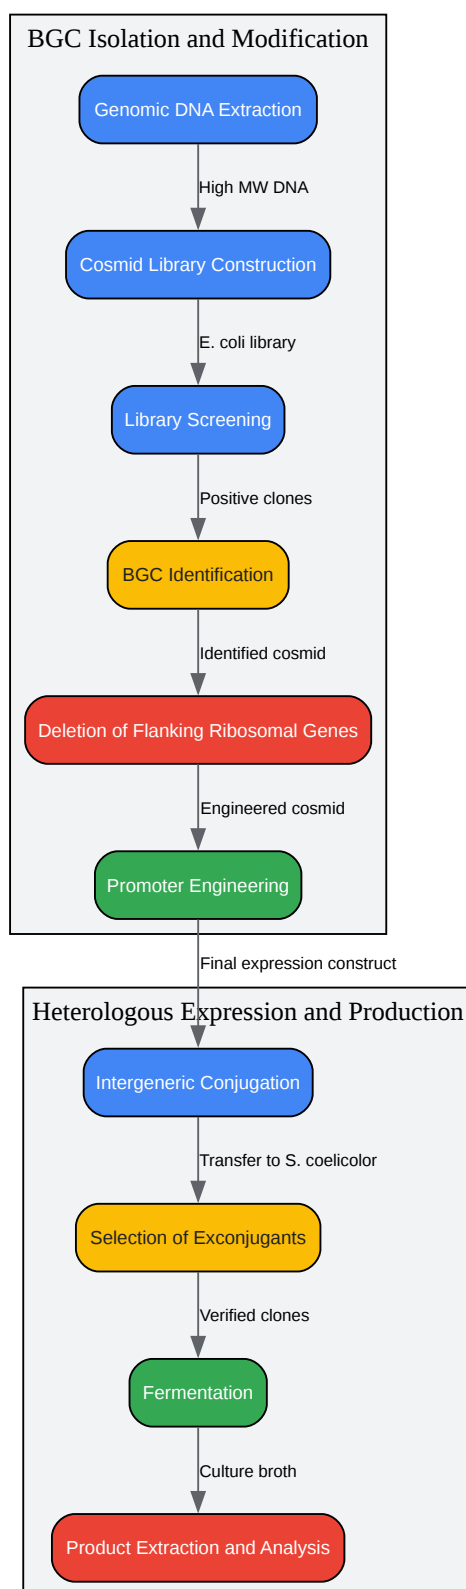 BGC Isolation and Modification
Genomic DNA Extraction
High MW DNA
Cosmid Library Construction
E. coli library
Library Screening
Positive clones
BGC Identification
Identified cosmid
Deletion of Flanking Ribosomal Genes
Engineered cosmid
Promoter Engineering
Final expression construct
Heterologous Expression and Production
Intergeneric Conjugation
Transfer to S. coelicolor
Selection of Exconjugants
Verified clones
Fermentation
Culture broth
Product Extraction and Analysis